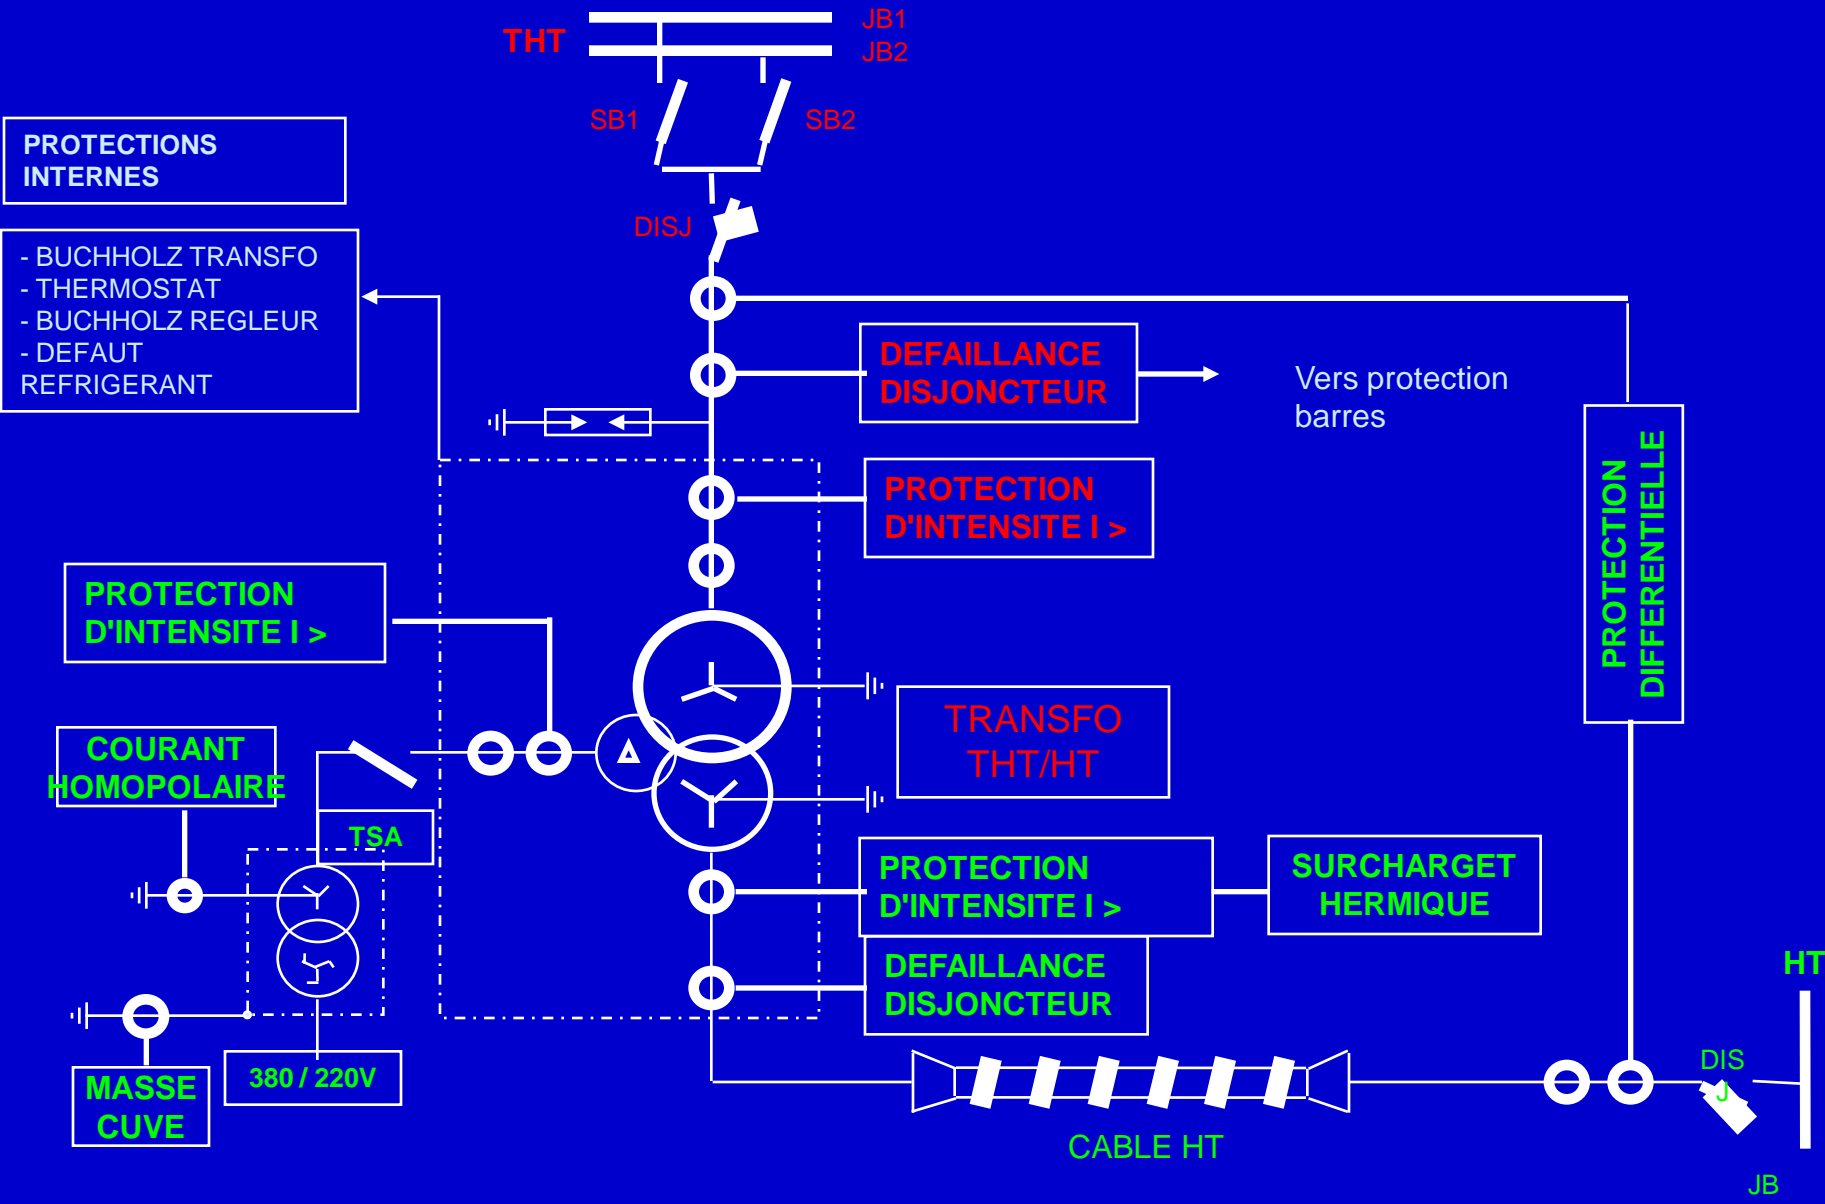 THT
JB1
JB2
SB1
SB2
PROTECTIONS
INTERNES
DISJ
- BUCHHOLZ TRANSFO
- THERMOSTAT
- BUCHHOLZ REGLEUR
- DEFAUT
REFRIGERANT
DEFAILLANCE
DISJONCTEUR
Vers protection
barres
PROTECTION
D'INTENSITE I >
PROTECTION
DIFFERENTIELLE
PROTECTION
D'INTENSITE I >
TRANSFO
THT/HT
COURANT
HOMOPOLAIRE
TSA
PROTECTION
D'INTENSITE I >
SURCHARGET
HERMIQUE
DEFAILLANCE
DISJONCTEUR
HT
MASSE
CUVE
380 / 220V
DIS
J
CABLE HT
JB